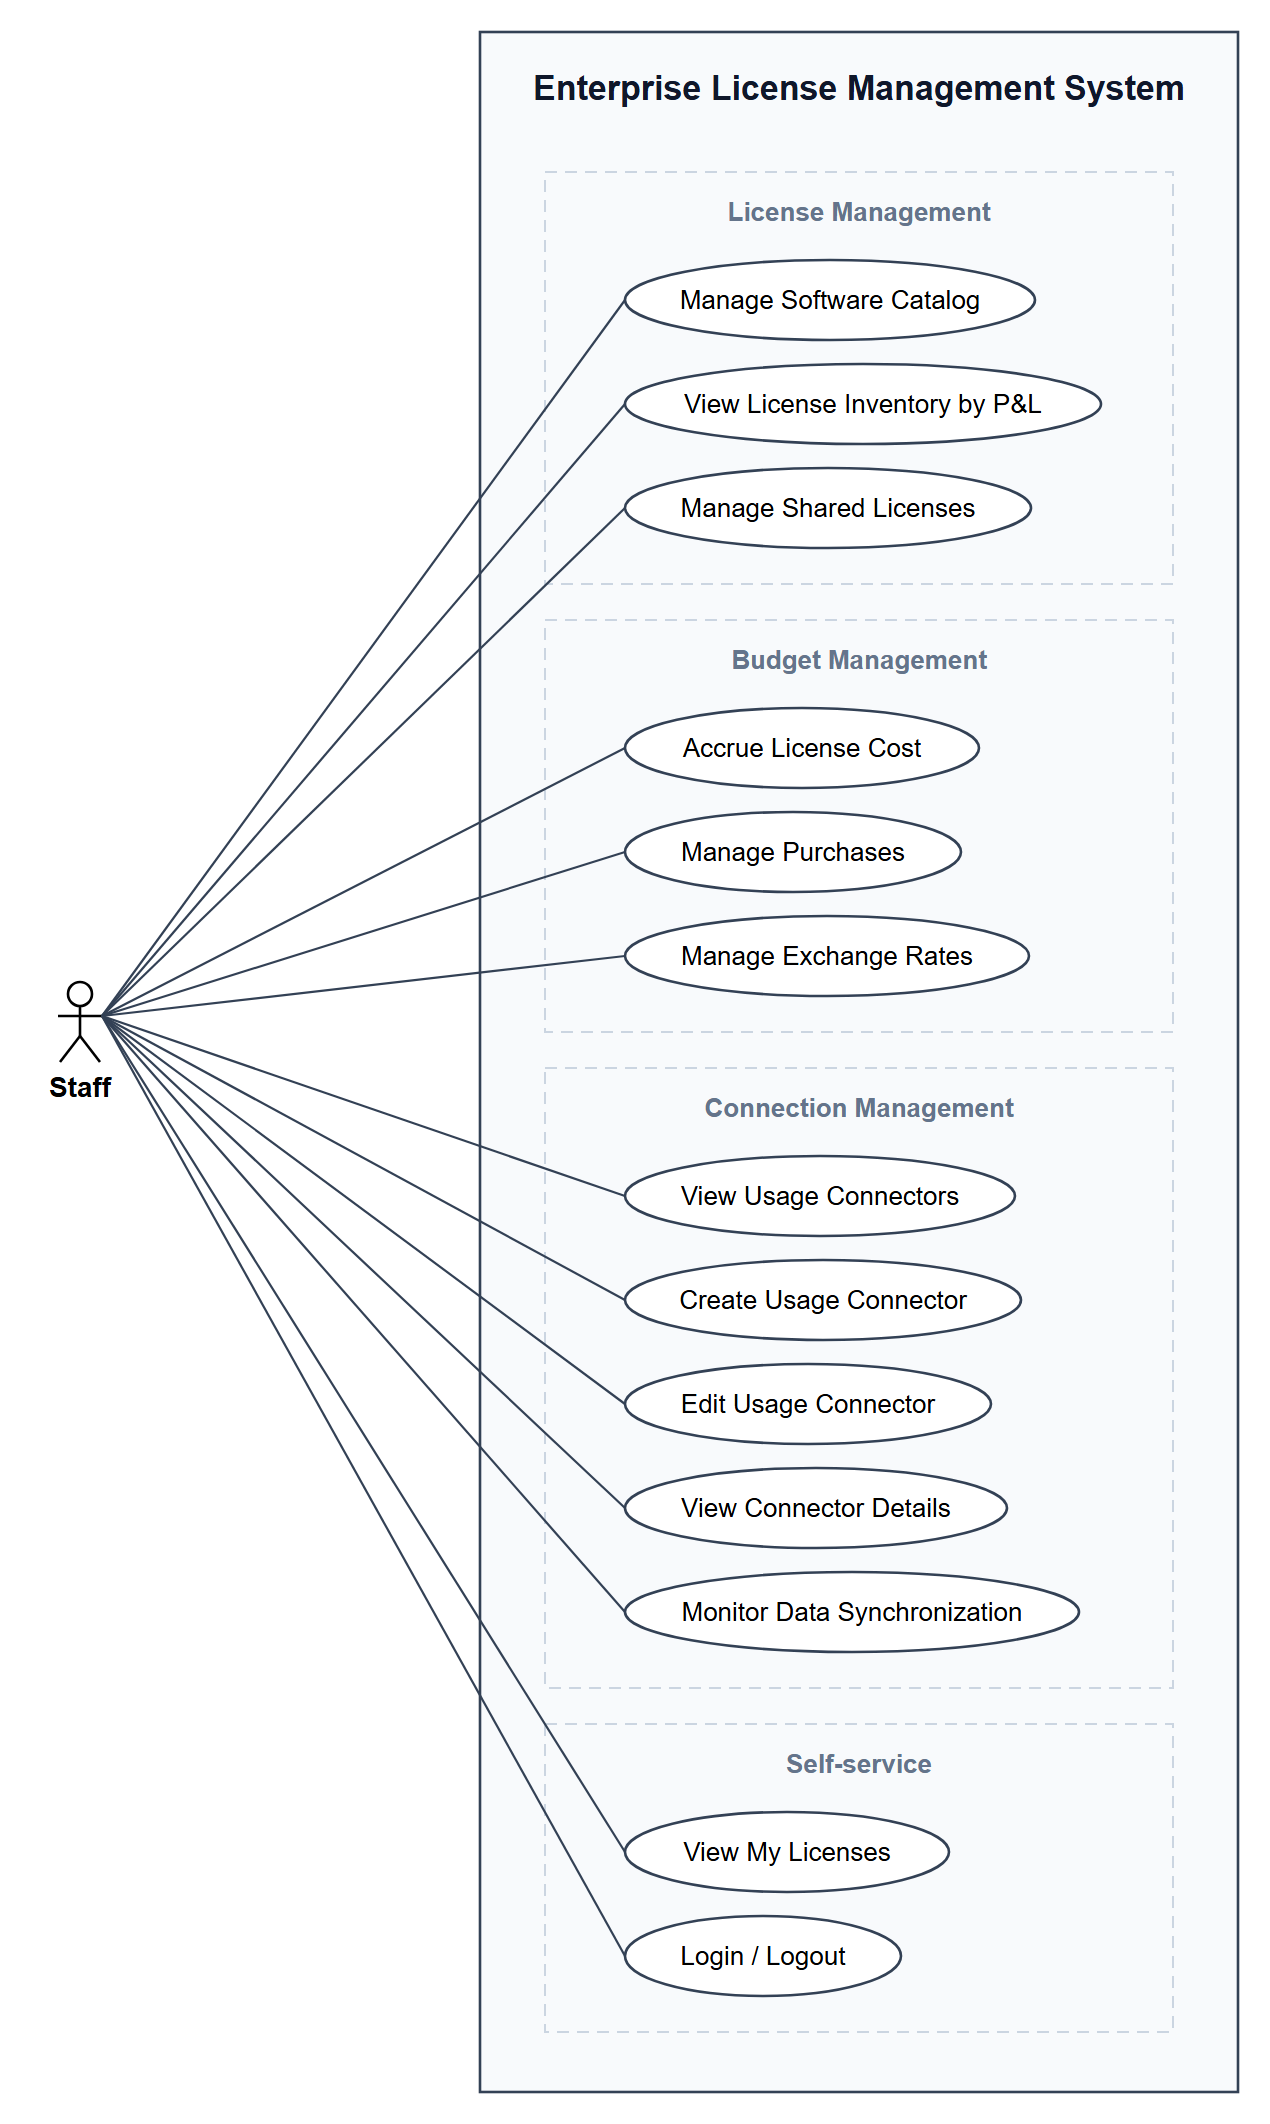 Enterprise License Management System
License Management
Manage Software Catalog
View License Inventory by P&L
Manage Shared Licenses
Budget Management
Accrue License Cost
Manage Purchases
Manage Exchange Rates
Staff
Connection Management
View Usage Connectors
Create Usage Connector
Edit Usage Connector
View Connector Details
Monitor Data Synchronization
Self-service
View My Licenses
Login / Logout